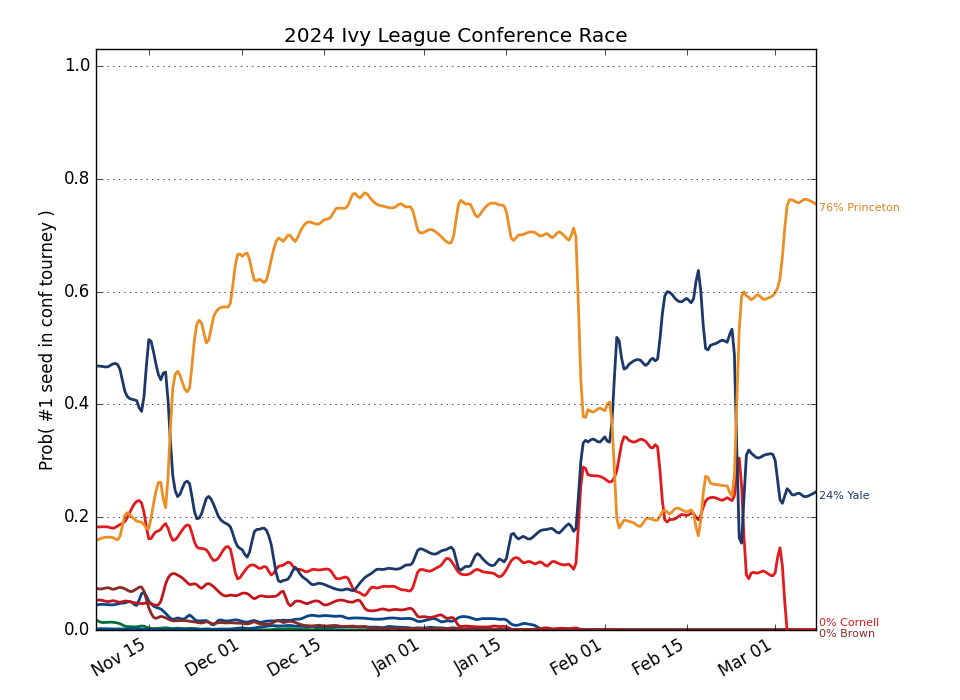 2024 Ivy League Conference Race
Prob( #1 seed in conf tourney )
1.0
0.8
0.6
0.4
0.2
0.0
76% Princeton
24% Yale
0% Cornell
0% Brown
Nov 15
Dec 01
Dec 15
Jan 01
Jan 15
Feb 01
Feb 15
Mar 01